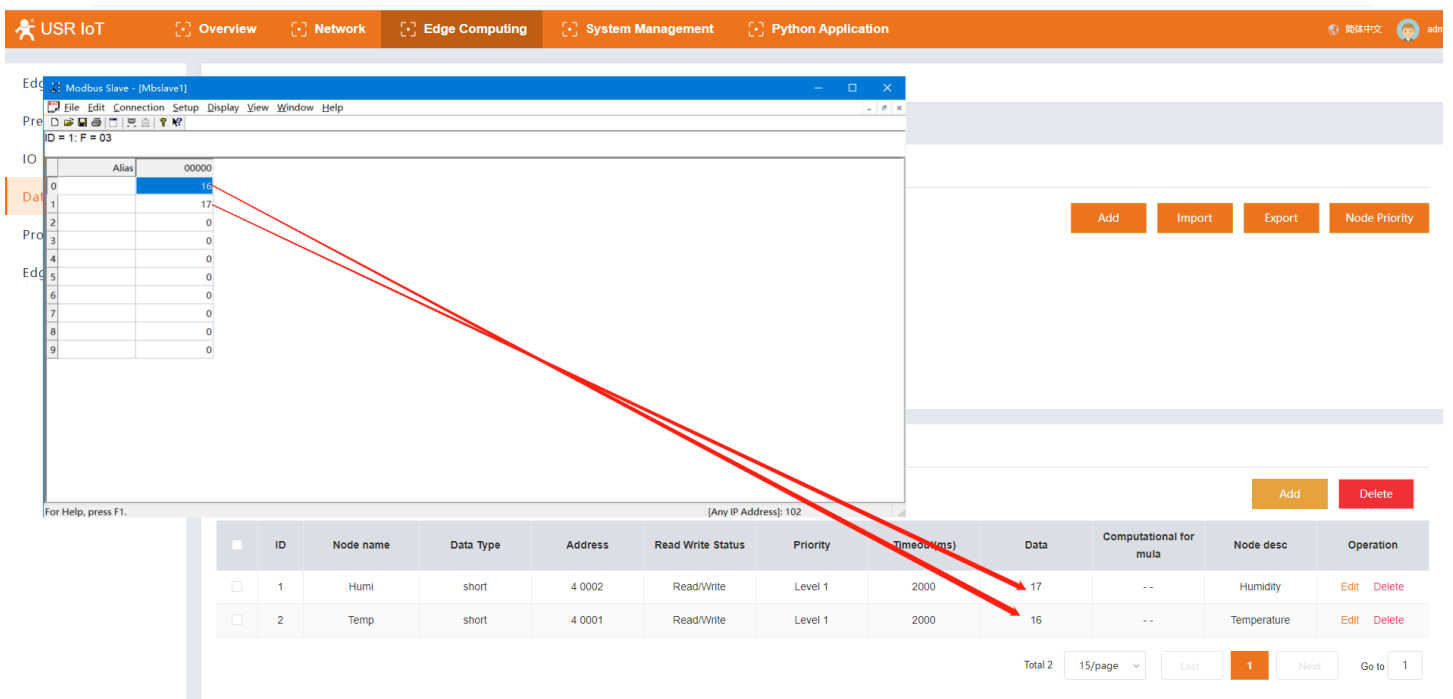 USR IoT Overview Network Edge Computing System Management Python Application 简体中文
Modbus Slave - [Mbslave1]
File Edit Connection Setup Display View Window Help
ID = 1: F = 03
Alias 00000
0 16
1 17
2 0
3 0
4 0
5 0
6 0
7 0
8 0
9 0
For Help, press F1. [Any IP Address]: 102
Edg
Pre
IO
Dat
Pro
Edg
Add Import Export Node Priority
Add Delete
ID Node name Data Type Address Read Write Status Priority Timeout(ms) Data Computational for Node desc Operation
mula
1 Humi short 4 0002 Read/Write Level 1 2000 17 - - Humidity Edit Delete
2 Temp short 4 0001 Read/Write Level 1 2000 16 - - Temperature Edit Delete
Total 2 15/page Last 1 Next Go to 1